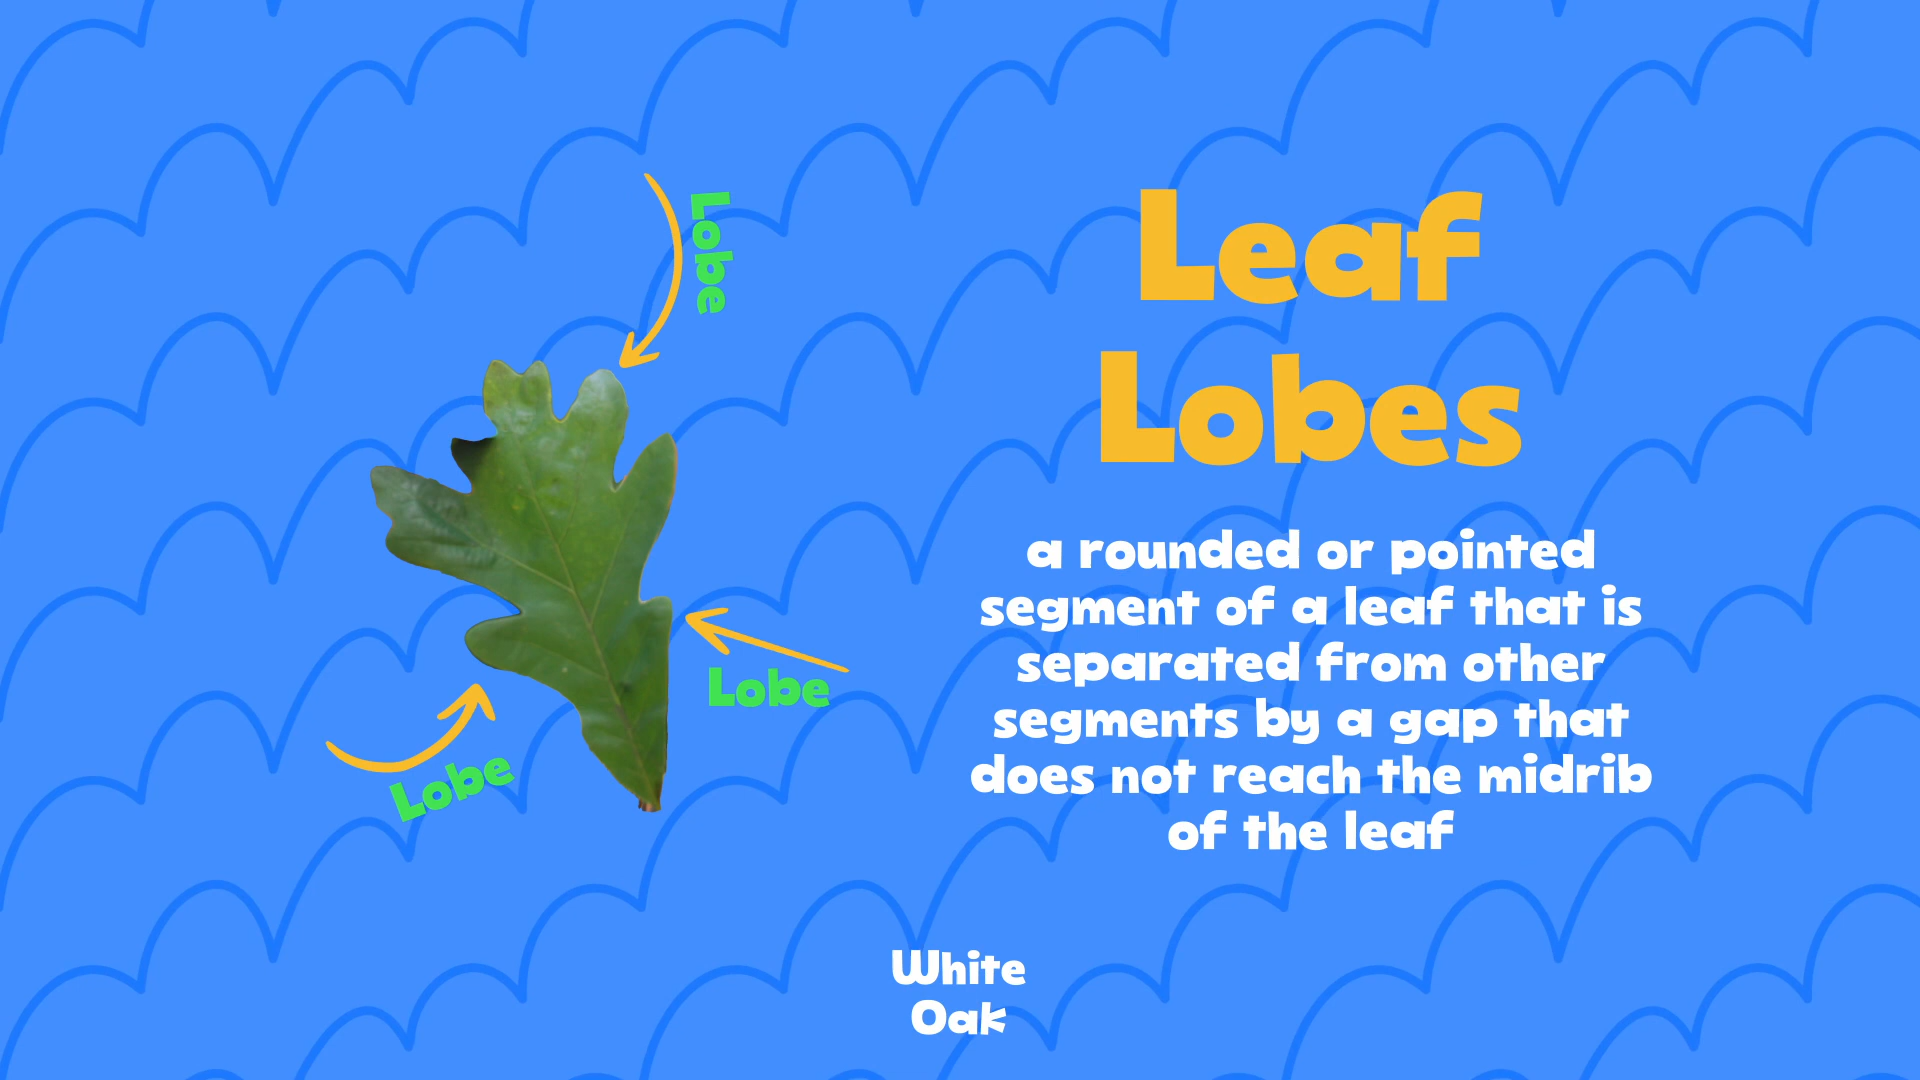 Lobe
Lobe
Lobe
Leaf
Lobes
a rounded or pointed
segment of a leaf that is
separated from other
segments by a gap that
does not reach the midrib
of the leaf
White
Oak